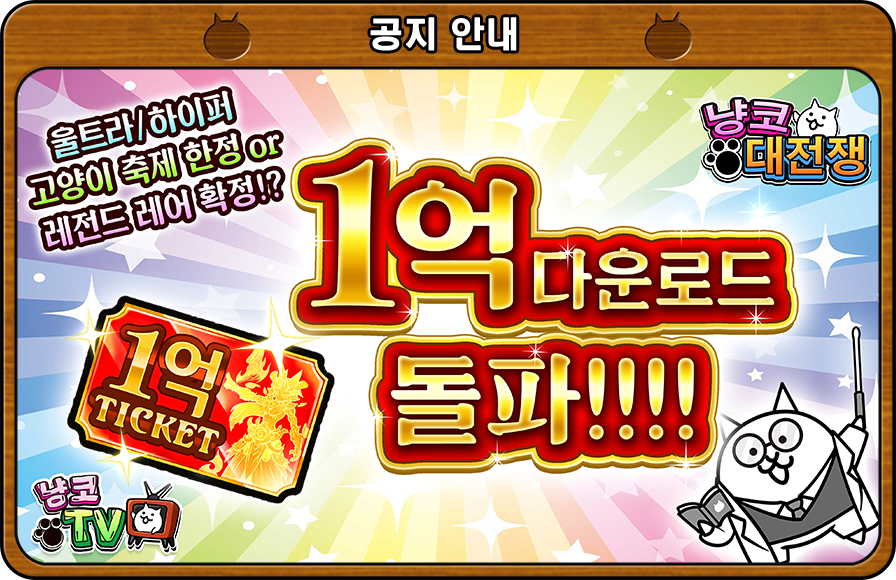 공지 안내
울트라/하이퍼
고양이 축제 한정 or
레전드 레어 확정!?
냥코
대전쟁
1억 다운로드
돌파!!!!
1억
TICKET
냥코
TV